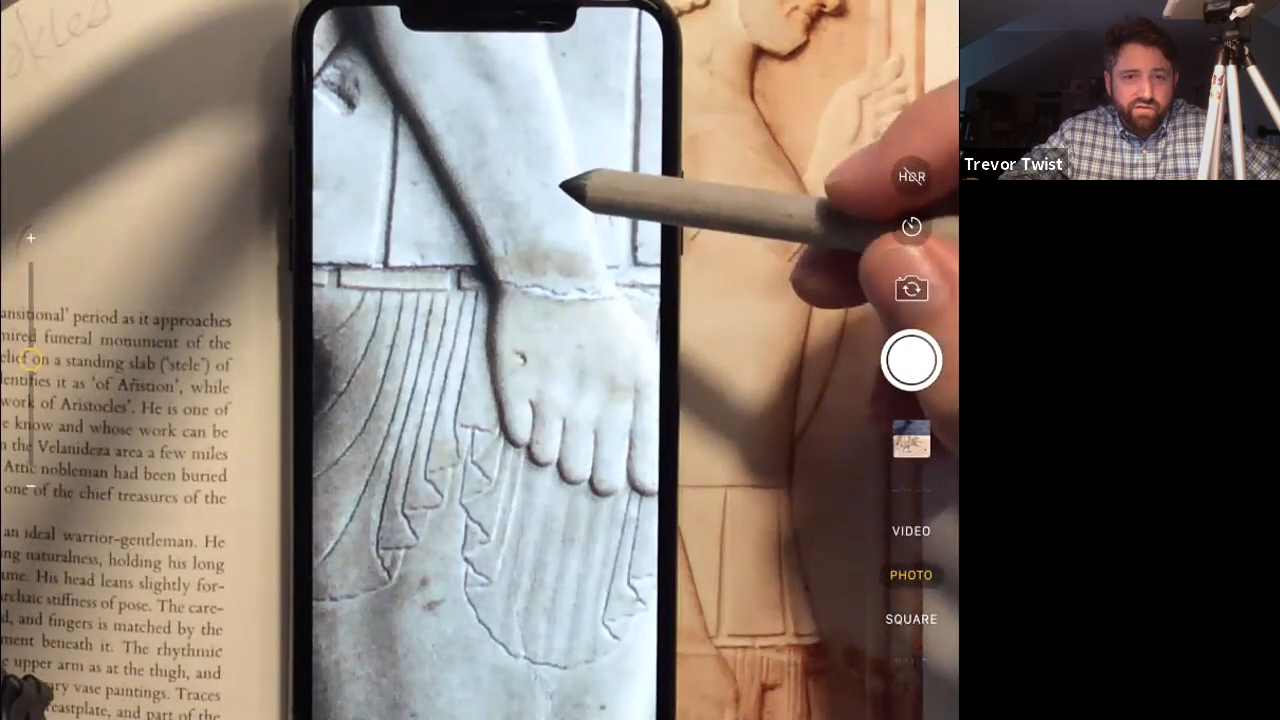 okles
ansitional' period as it approaches
mired funeral monument of the
elief on a standing slab ('stele') of
dentifies it as 'of Aristion', while
work of Aristocles'. He is one of
e know and whose work can be
n the Velanideza area a few miles
Attic nobleman had been buried
one of the chief treasures of the
an ideal warrior-gentleman. He
ng naturalness, holding his long
me. His head leans slightly for-
rchaic stiffness of pose. The care-
d, and fingers is matched by the
ment beneath it. The rhythmic
e upper arm as at the thigh, and
ary vase paintings. Traces
reastplate, and part of the
HDR
VIDEO
PHOTO
SQUARE
Trevor Twist